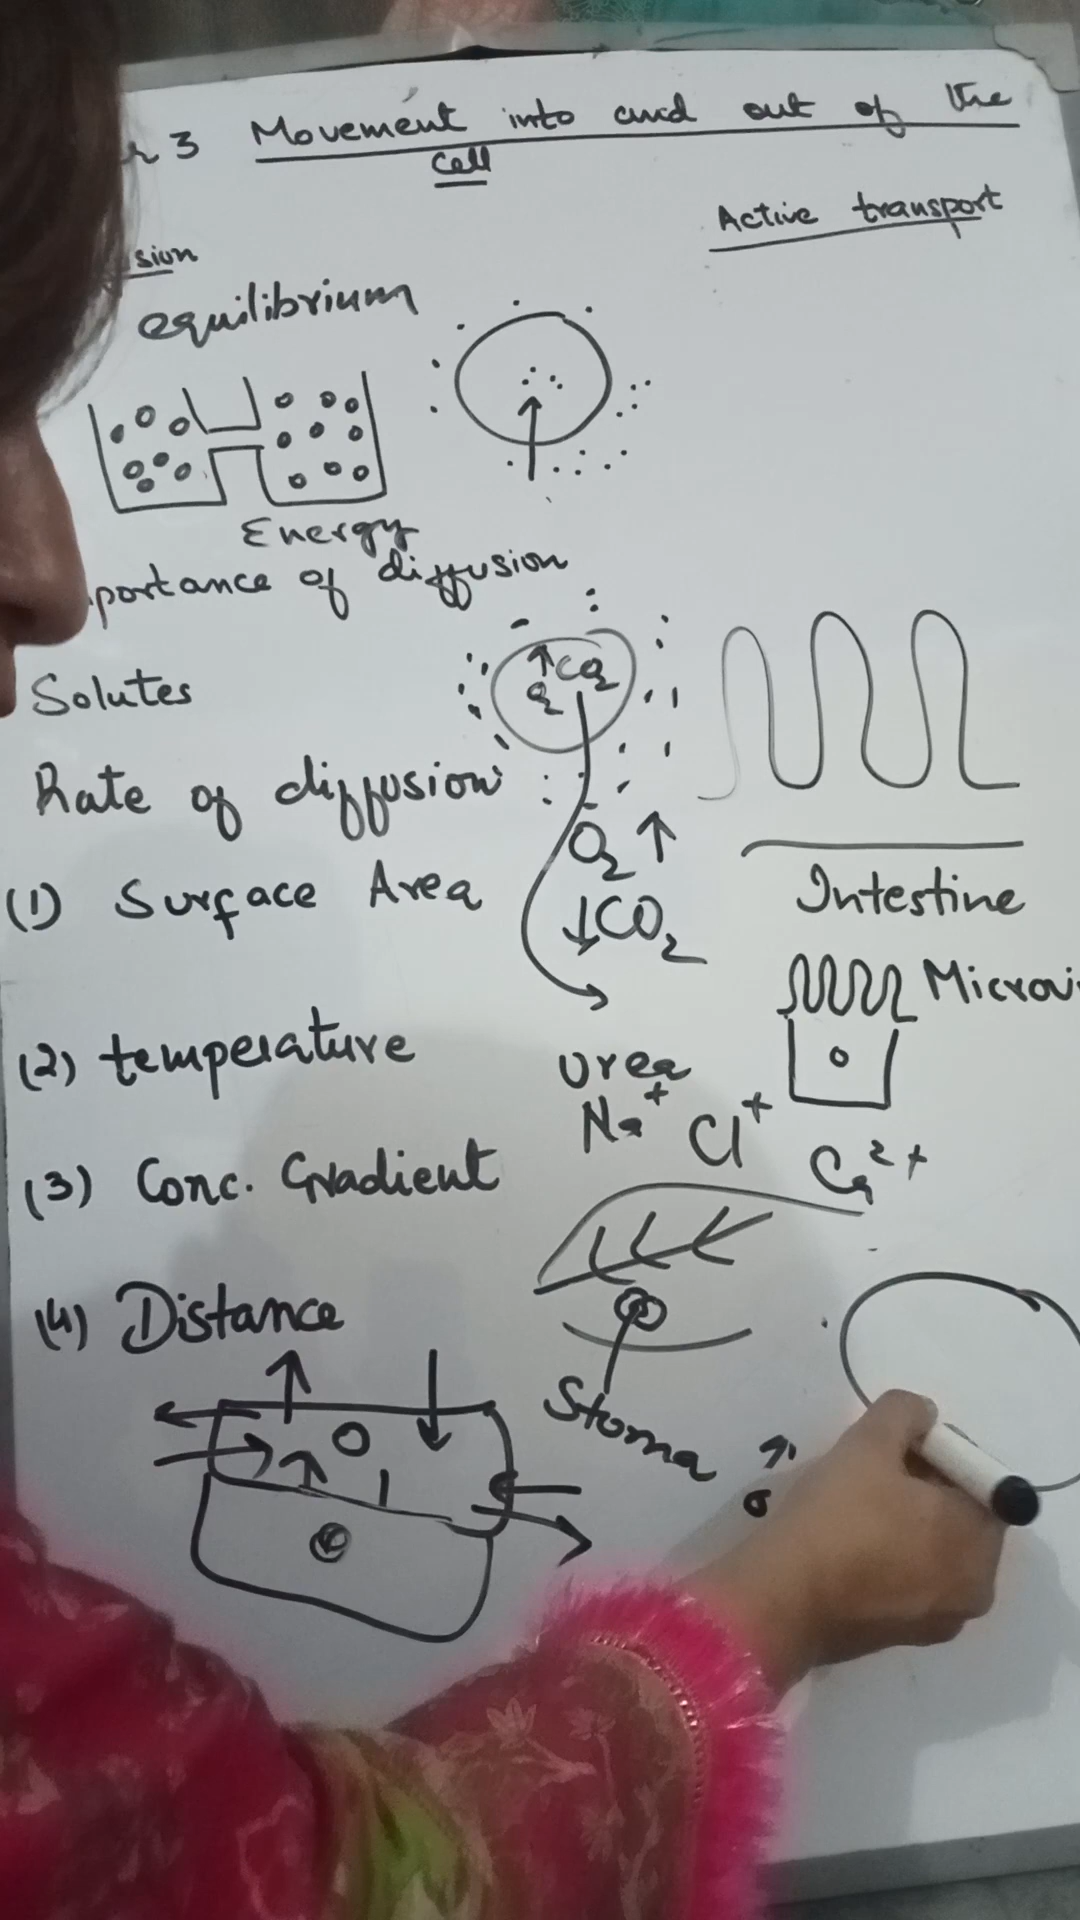 3 Movement into and out of the
cell
Active transport
sion
equilibrium
Energy
portance of diffusion
↑CO2
O2
Solutes
Rate of diffusion
O2 ↑
(1) Surface Area
↓CO2
Intestine
Microvi
(2) temperature
Urea
Na+ Cl+
Ca2+
(3) Conc. Gradient
(4) Distance
Stoma